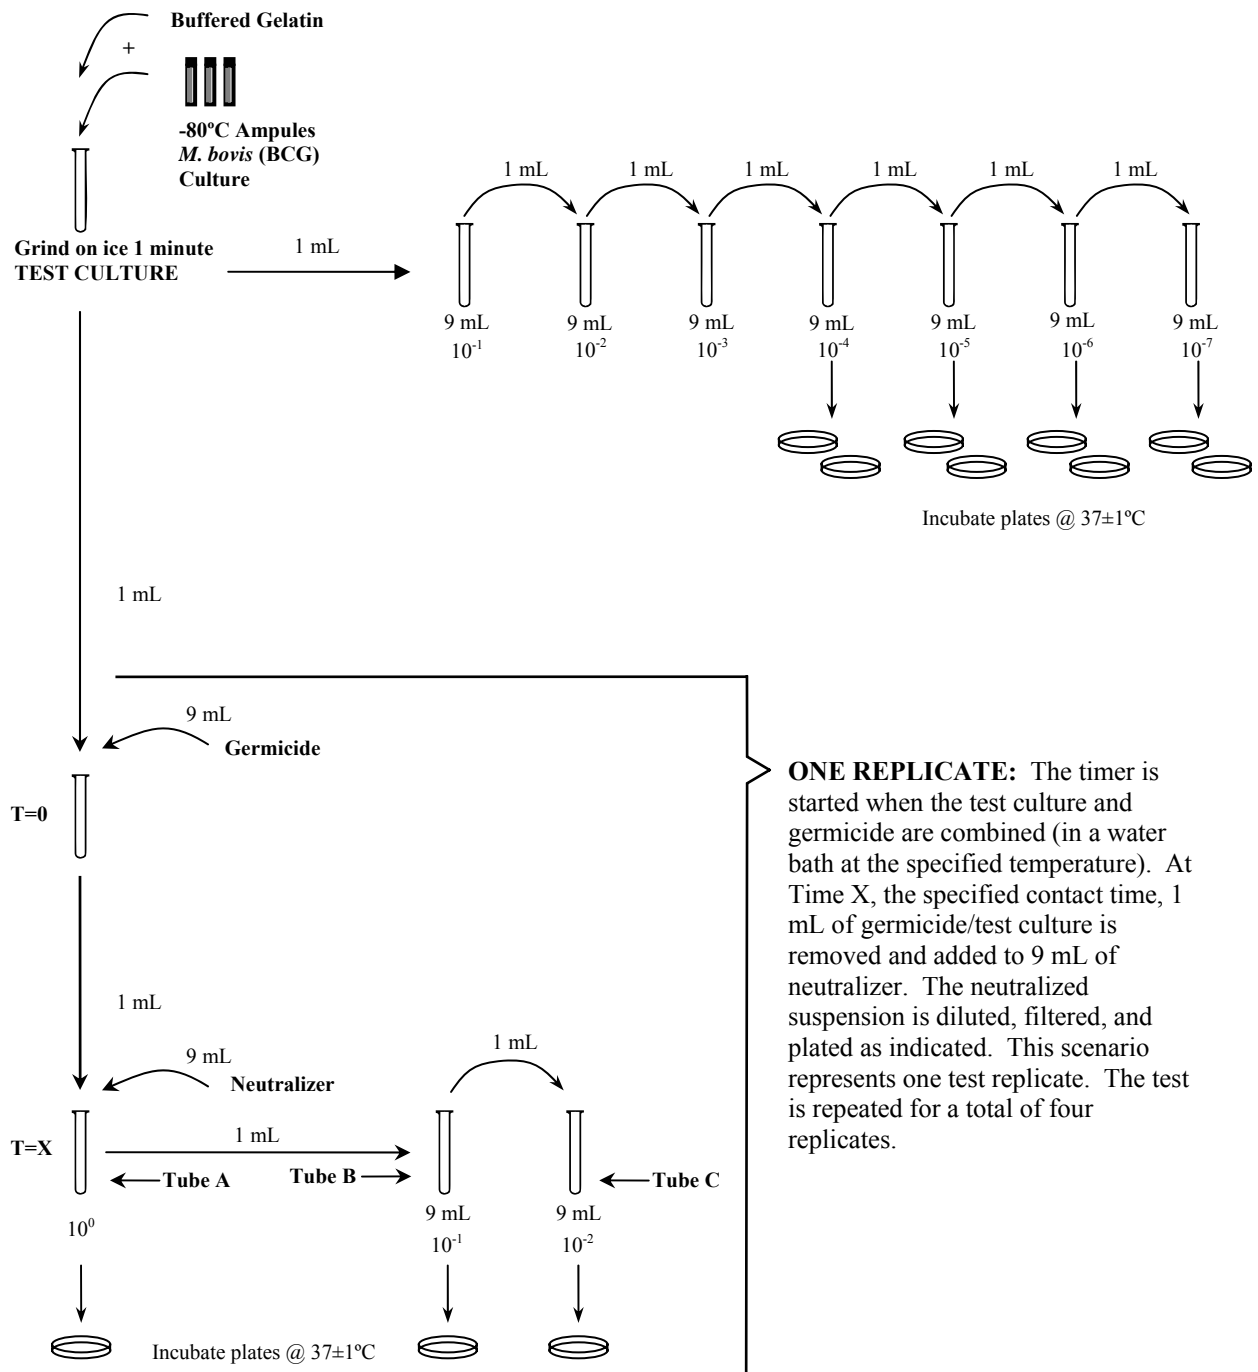 Buffered Gelatin
+
-80ºC Ampules
M. bovis (BCG)
Culture
Grind on ice 1 minute
TEST CULTURE
1 mL
1 mL
1 mL
1 mL
1 mL
1 mL
1 mL
9 mL
10-1
9 mL
10-2
9 mL
10-3
9 mL
10-4
9 mL
10-5
9 mL
10-6
9 mL
10-7
Incubate plates @ 37±1ºC
1 mL
9 mL
Germicide
T=0
ONE REPLICATE: The timer is
started when the test culture and
germicide are combined (in a water
bath at the specified temperature). At
Time X, the specified contact time, 1
mL of germicide/test culture is
removed and added to 9 mL of
neutralizer. The neutralized
suspension is diluted, filtered, and
plated as indicated. This scenario
represents one test replicate. The test
is repeated for a total of four
replicates.
1 mL
9 mL
Neutralizer
T=X
1 mL
1 mL
Tube A
Tube B
Tube C
100
9 mL
10-1
9 mL
10-2
Incubate plates @ 37±1ºC